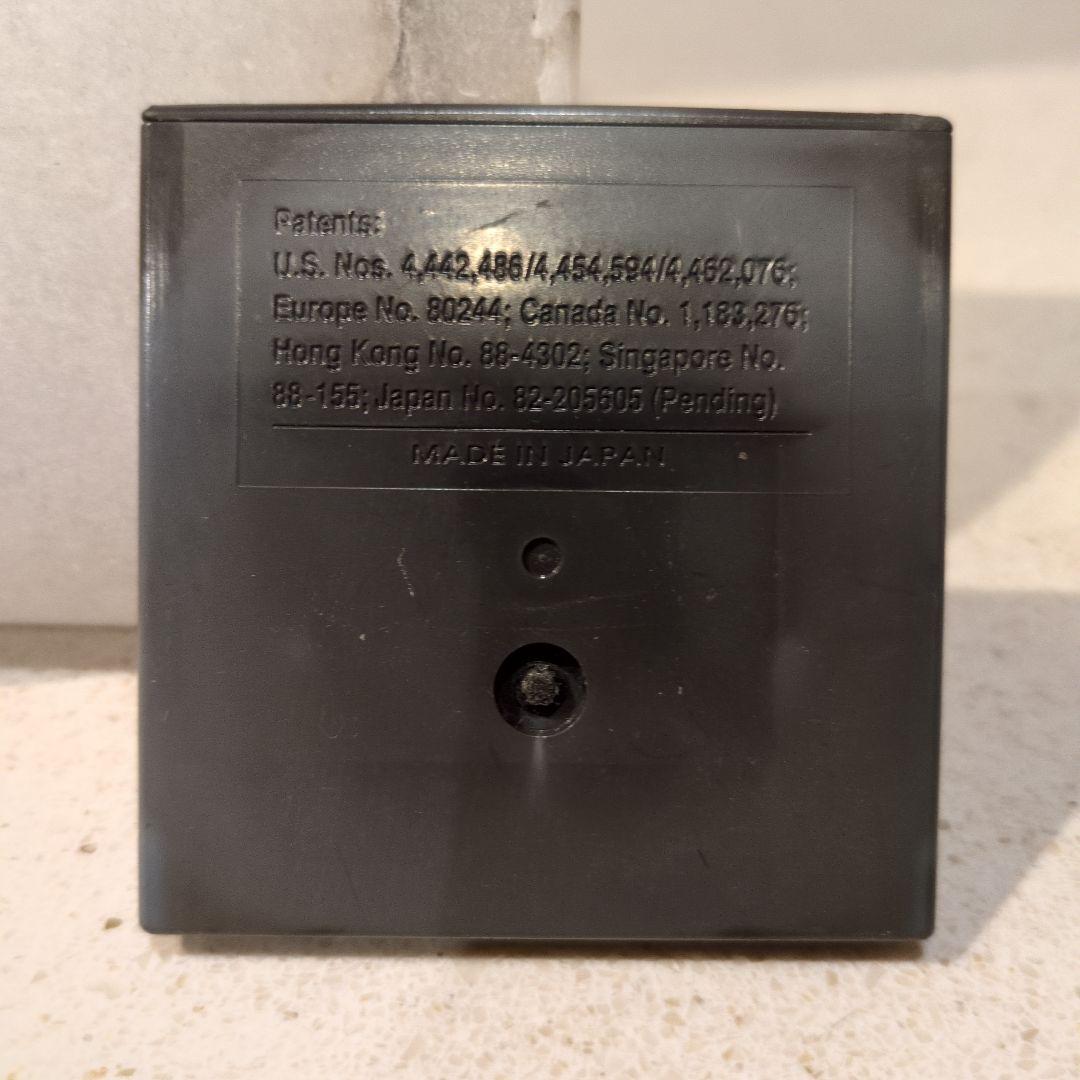 Patents:
U.S. Nos. 4,442,486/4,454,594/4,462,076;
Europe No. 80244; Canada No. 1,183,276;
Hong Kong No. 88-4302; Singapore No.
88-155; Japan No. 82-205605 (Pending)
MADE IN JAPAN